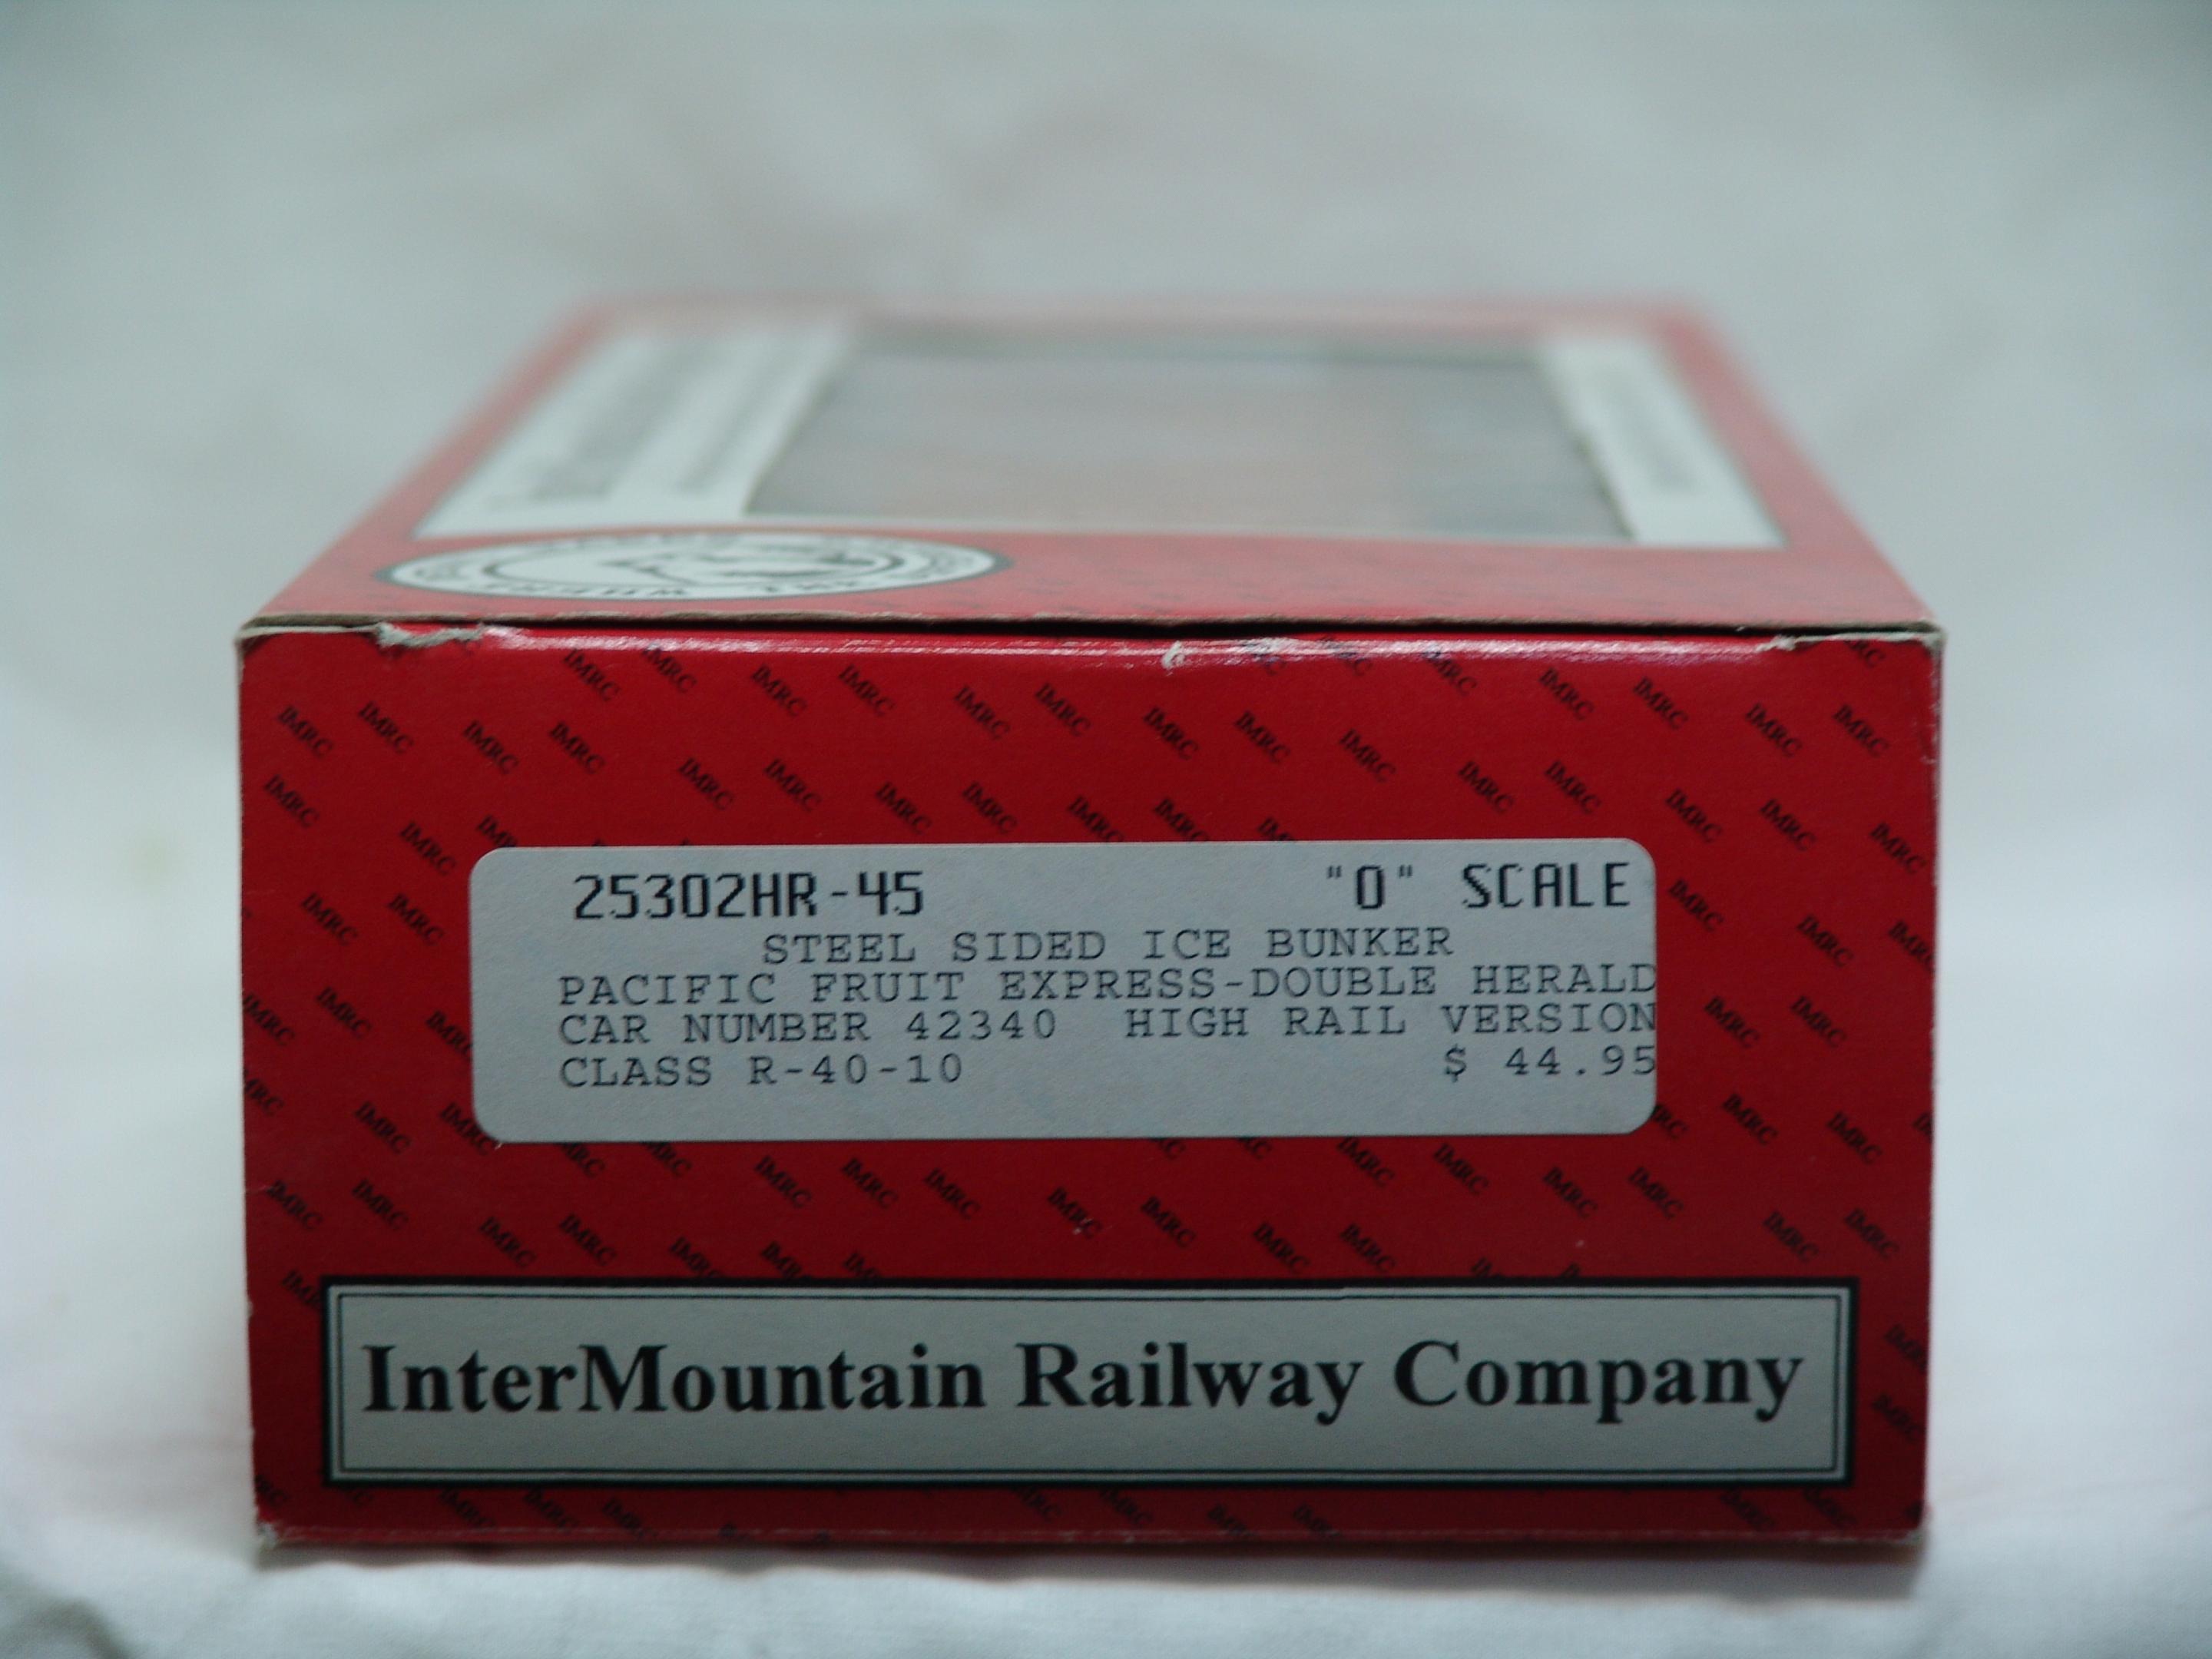 25302HR-45 "O" SCALE
STEEL SIDED ICE BUNKER
PACIFIC FRUIT EXPRESS-DOUBLE HERALD
CAR NUMBER 42340 HIGH RAIL VERSION
CLASS R-40-10 $ 44.95
InterMountain Railway Company